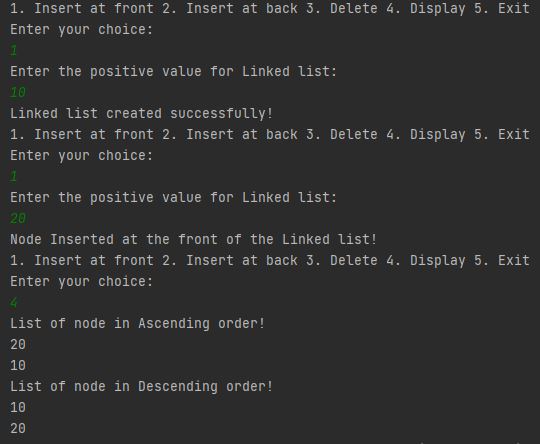 1. Insert at front 2. Insert at back 3. Delete 4. Display 5. Exit
Enter your choice:
1
Enter the positive value for Linked list:
10
Linked list created successfully!
1. Insert at front 2. Insert at back 3. Delete 4. Display 5. Exit
Enter your choice:
1
Enter the positive value for Linked list:
20
Node Inserted at the front of the Linked list!
1. Insert at front 2. Insert at back 3. Delete 4. Display 5. Exit
Enter your choice:
4
List of node in Ascending order!
20
10
List of node in Descending order!
10
20